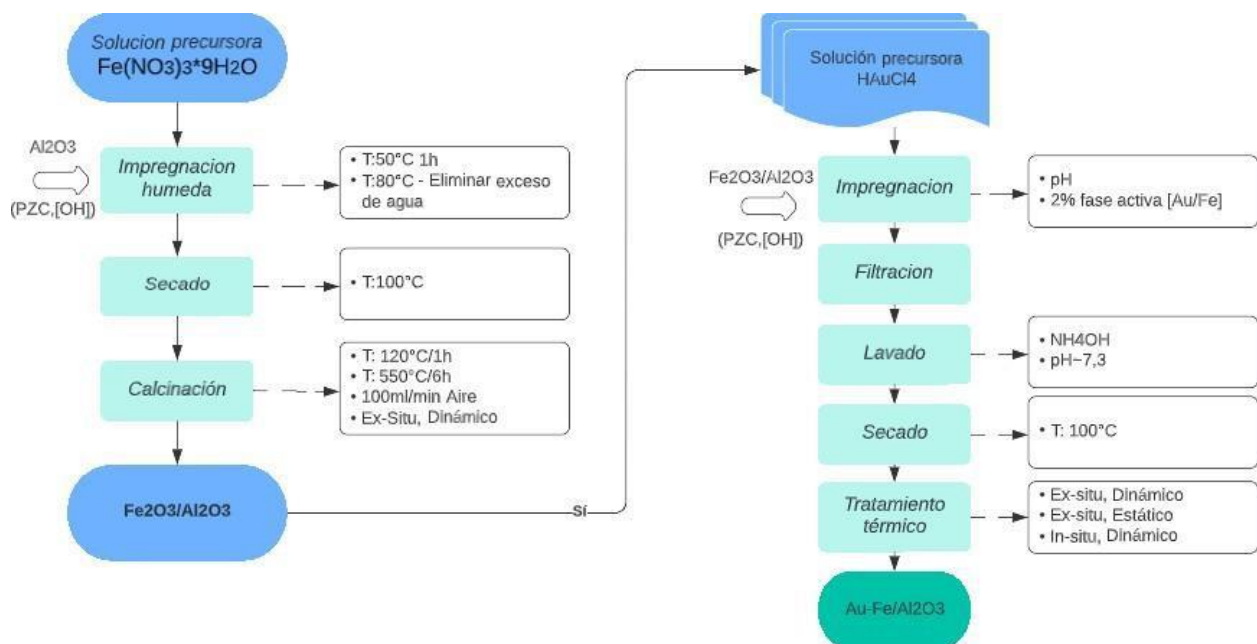 Solucion precursora
Fe(NO3)3*9H2O
Al2O3
(PZC,[OH])
Impregnacion
humeda
• T:50°C 1h
• T:80°C - Eliminar exceso
de agua
Secado
• T:100°C
Calcinación
• T: 120°C/1h
• T: 550°C/6h
• 100ml/min Aire
• Ex-Situ, Dinámico
Fe2O3/Al2O3
Sí
Solución precursora
HAuCl4
Fe2O3/Al2O3
(PZC,[OH])
Impregnacion
• pH
• 2% fase activa [Au/Fe]
Filtracion
Lavado
• NH4OH
• pH~7,3
Secado
• T: 100°C
Tratamiento
térmico
• Ex-situ, Dinámico
• Ex-situ, Estático
• In-situ, Dinámico
Au-Fe/Al2O3